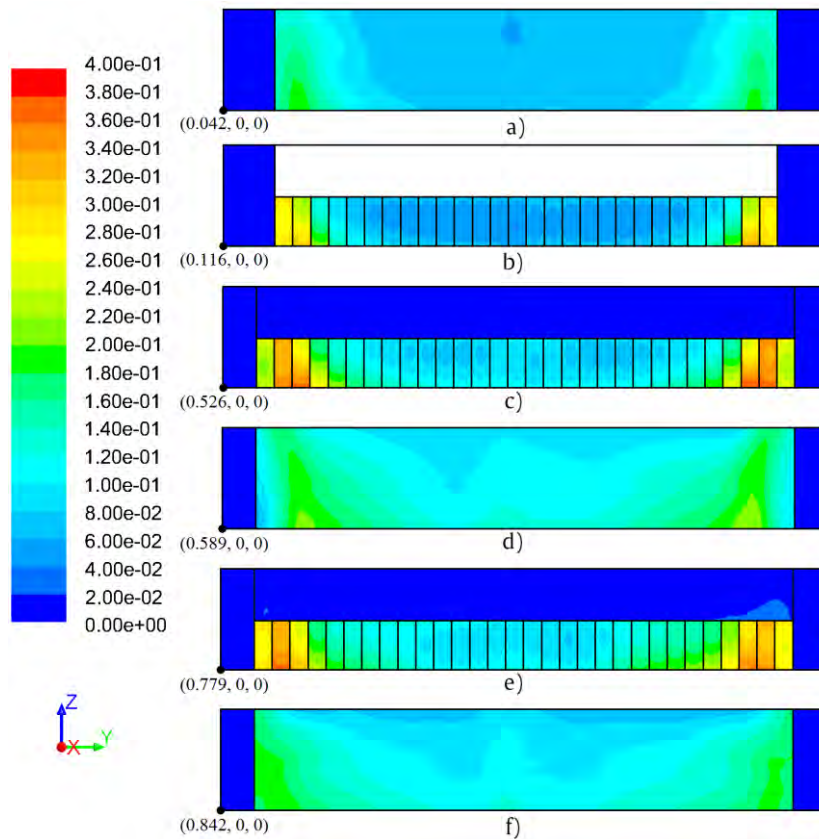 4.00e-01
3.80e-01
3.60e-01
3.40e-01
3.20e-01
3.00e-01
2.80e-01
2.60e-01
2.40e-01
2.20e-01
2.00e-01
1.80e-01
1.60e-01
1.40e-01
1.20e-01
1.00e-01
8.00e-02
6.00e-02
4.00e-02
2.00e-02
0.00e+00
Z
Y
X
(0.042, 0, 0)
a)
(0.116, 0, 0)
b)
(0.526, 0, 0)
c)
(0.589, 0, 0)
d)
(0.779, 0, 0)
e)
(0.842, 0, 0)
f)